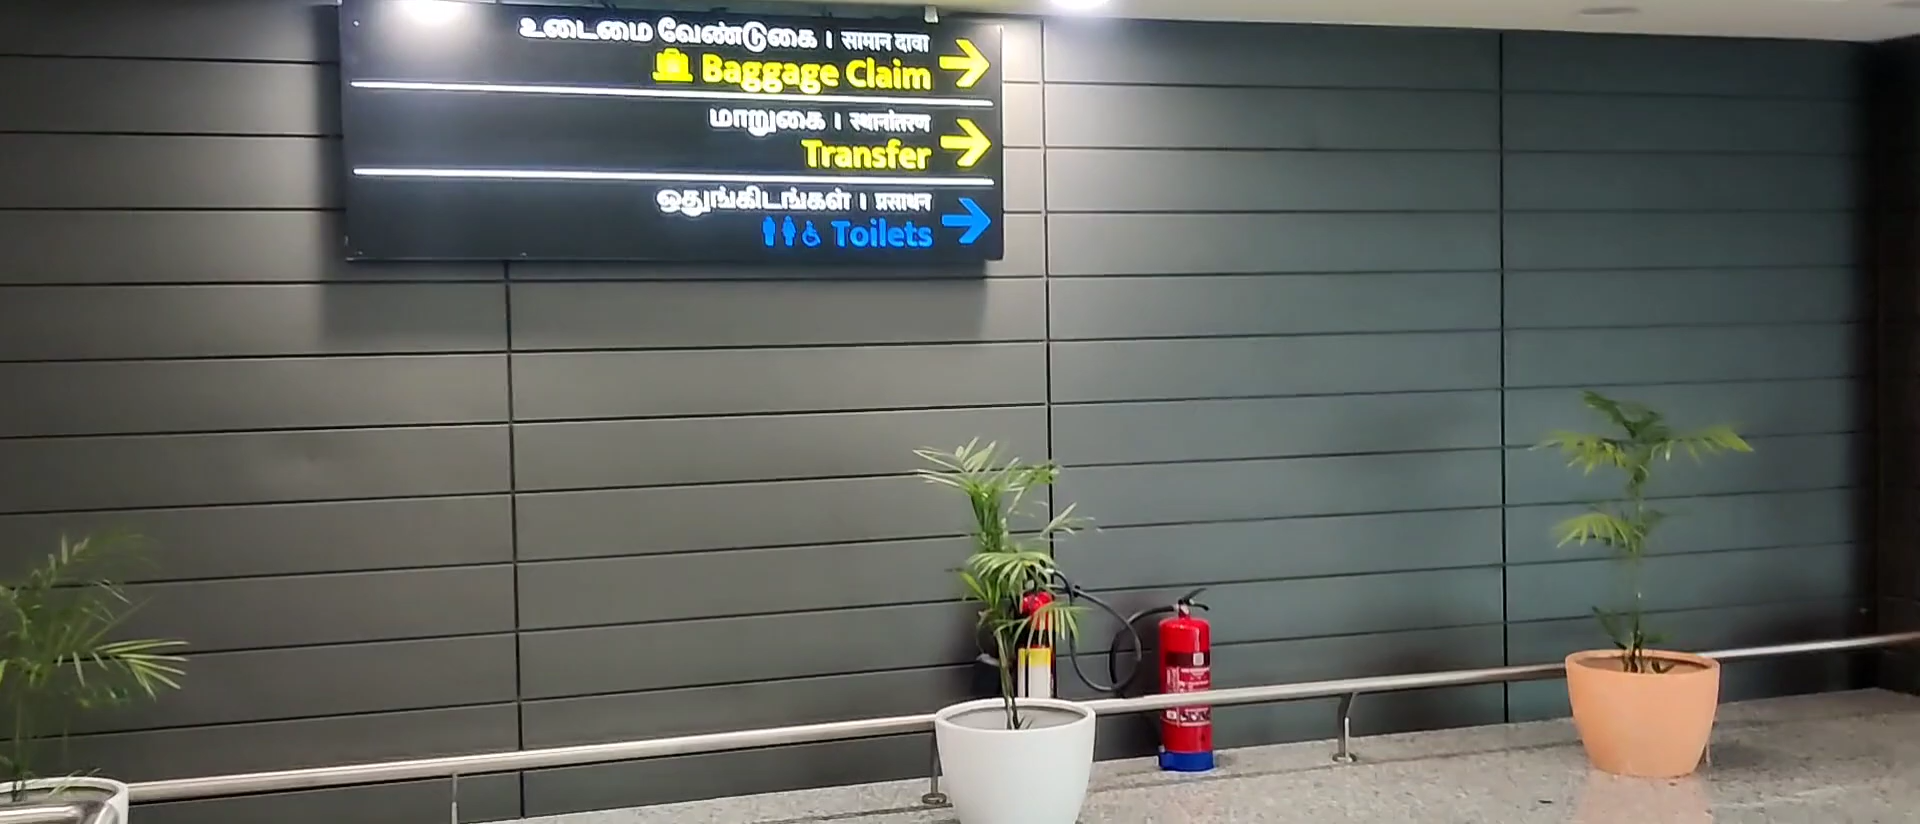 உடைமை வேண்டுகை | सामान दावा
Baggage Claim
மாறுகை | स्थानांतरण
Transfer
ஒதுங்கிடங்கள் | प्रसाधन
Toilets